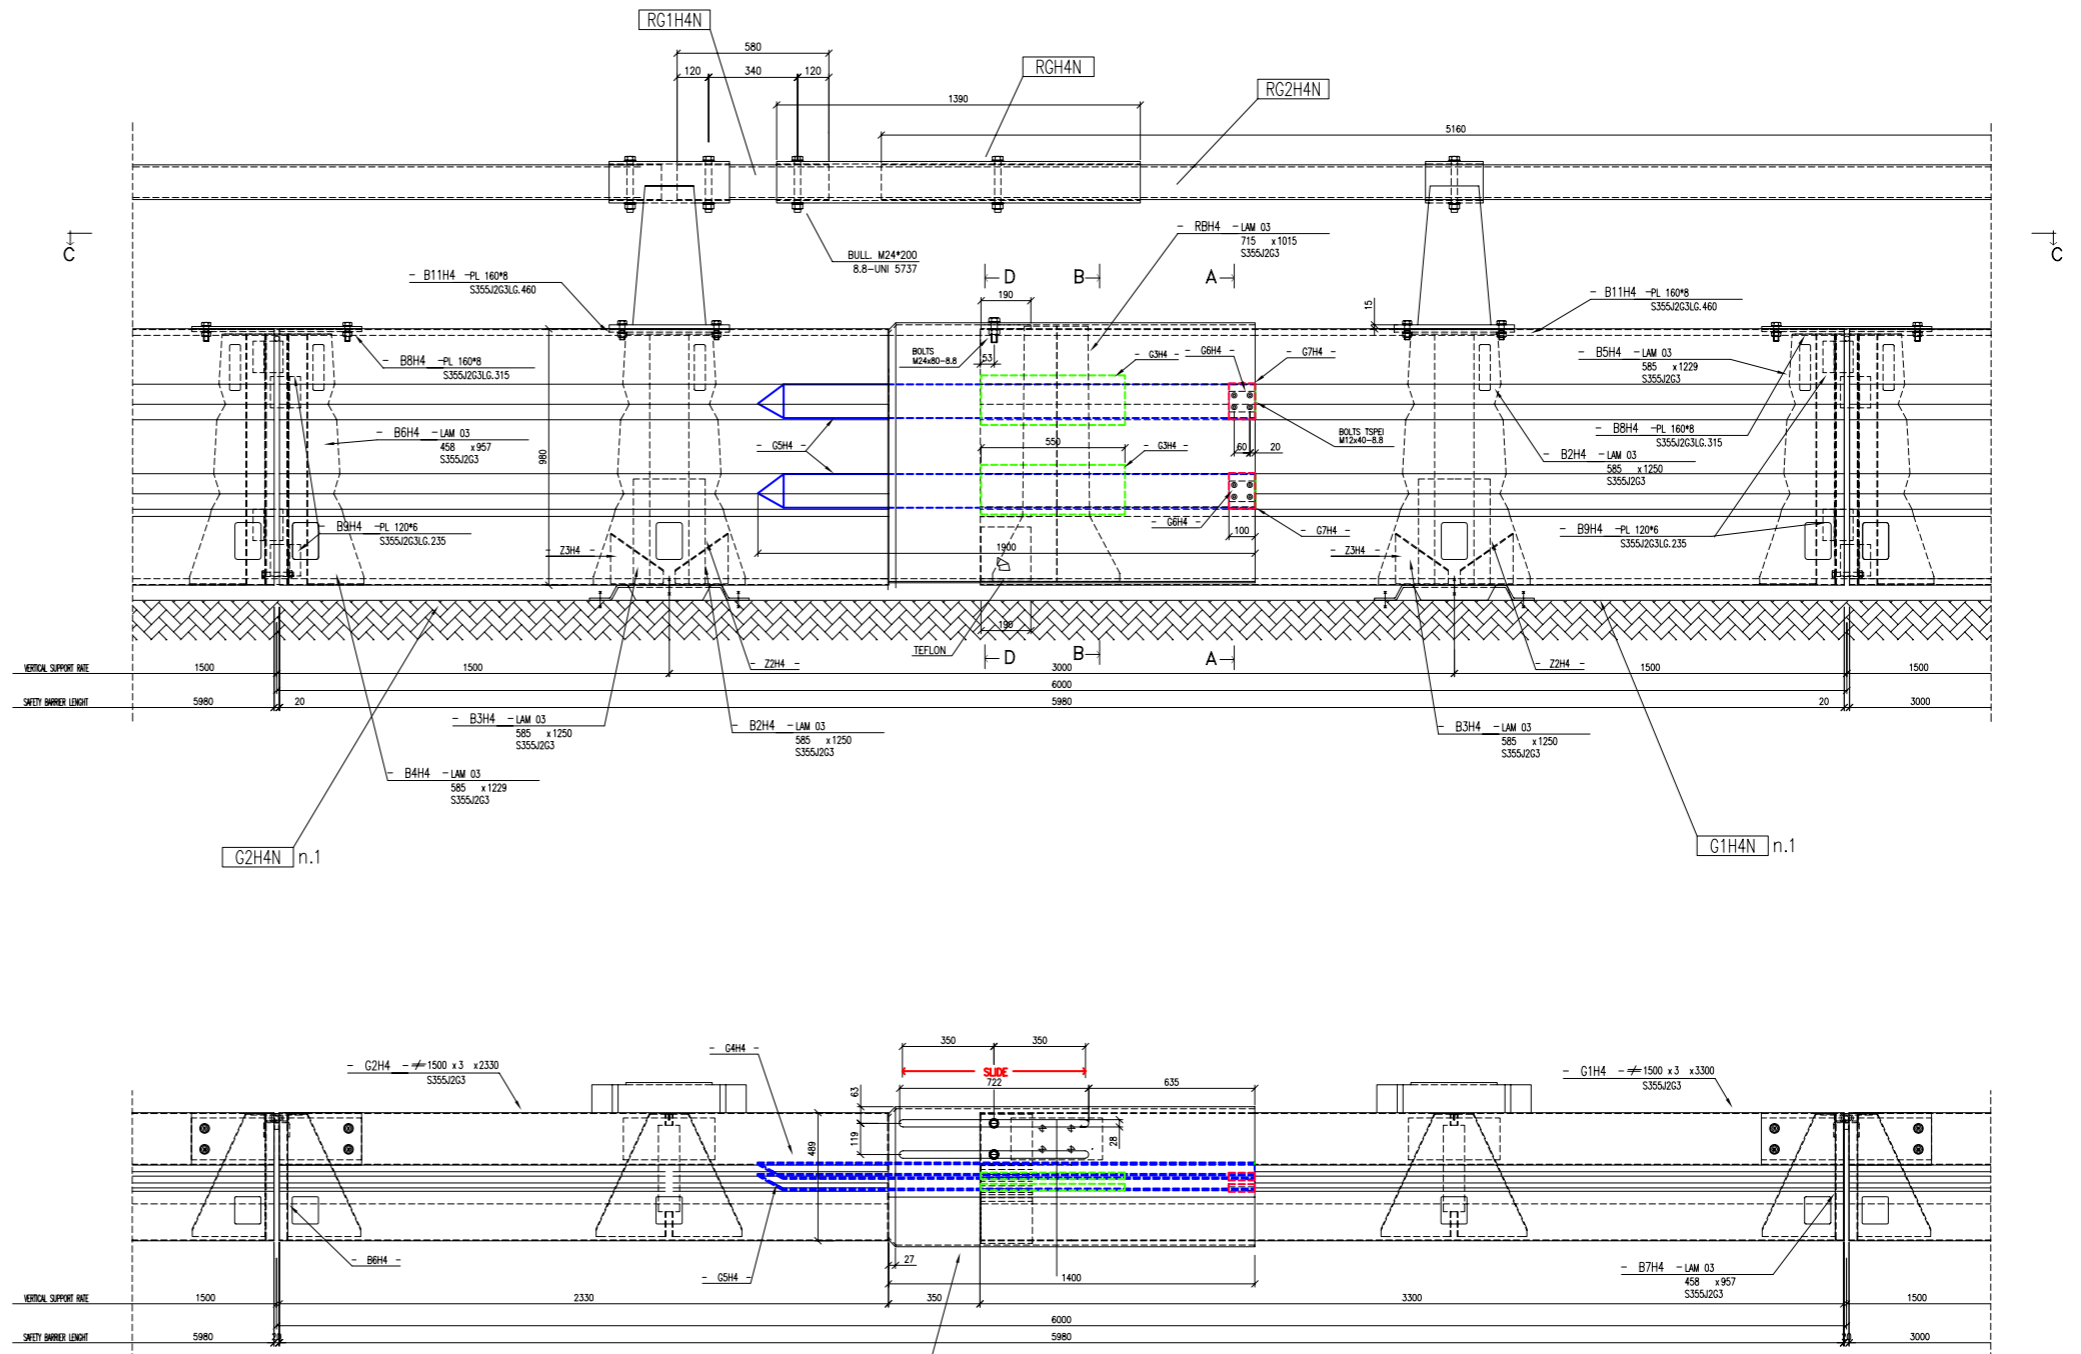 RG1H4N
580
RGH4N
120 340 120
RG2H4N
1390
5160
- RBH4 - LAM 03
715 x1015
S355J2G3
C
C
BULL. M24*200
8.8-UNI 5737
- B11H4 -PL 160*8
S355J2G3LG.460
D B A
190
15
- B11H4 -PL 160*8
S355J2G3LG.460
BOLTS
M24x80-8.8
53
- G3H4 -
- G6H4 -
- G7H4 -
- B8H4 -PL 160*8
S355J2G3LG.315
- B5H4 - LAM 03
585 x1229
S355J2G3
- B6H4 - LAM 03
458 x957
S355J2G3
980
- G5H4 -
550
- G3H4 -
60 20
BOLTS TSPEI
M12x40-8.8
- B8H4 -PL 160*8
S355J2G3LG.315
- B2H4 - LAM 03
585 x1250
S355J2G3
- B9H4 -PL 120*6
S355J2G3LG.235
- Z3H4 -
1900
- G6H4 -
100
- G7H4 -
- Z3H4 -
- B9H4 -PL 120*6
S355J2G3LG.235
190
TEFLON
D B A
- Z2H4 -
- Z2H4 -
VERTICAL SUPPORT RATE 1500 1500 3000 1500 1500
6000
SAFETY BARRIER LENGHT 5980 20 5980 20 3000
- B3H4 - LAM 03
585 x1250
S355J2G3
- B2H4 - LAM 03
585 x1250
S355J2G3
- B3H4 - LAM 03
585 x1250
S355J2G3
- B4H4 - LAM 03
585 x1229
S355J2G3
G2H4N n.1
G1H4N n.1
- G4H4 -
350 350
- G2H4 - ≠1500 x3 x2330
S355J2G3
SLIDE
722 635
- G1H4 - ≠1500 x3 x3300
S355J2G3
63
119
489
28
- B6H4 -
- G5H4 -
27
1400
- B7H4 - LAM 03
458 x957
S355J2G3
VERTICAL SUPPORT RATE 1500 2330 350 3300 1500
6000
SAFETY BARRIER LENGHT 5980 20 5980 20 3000